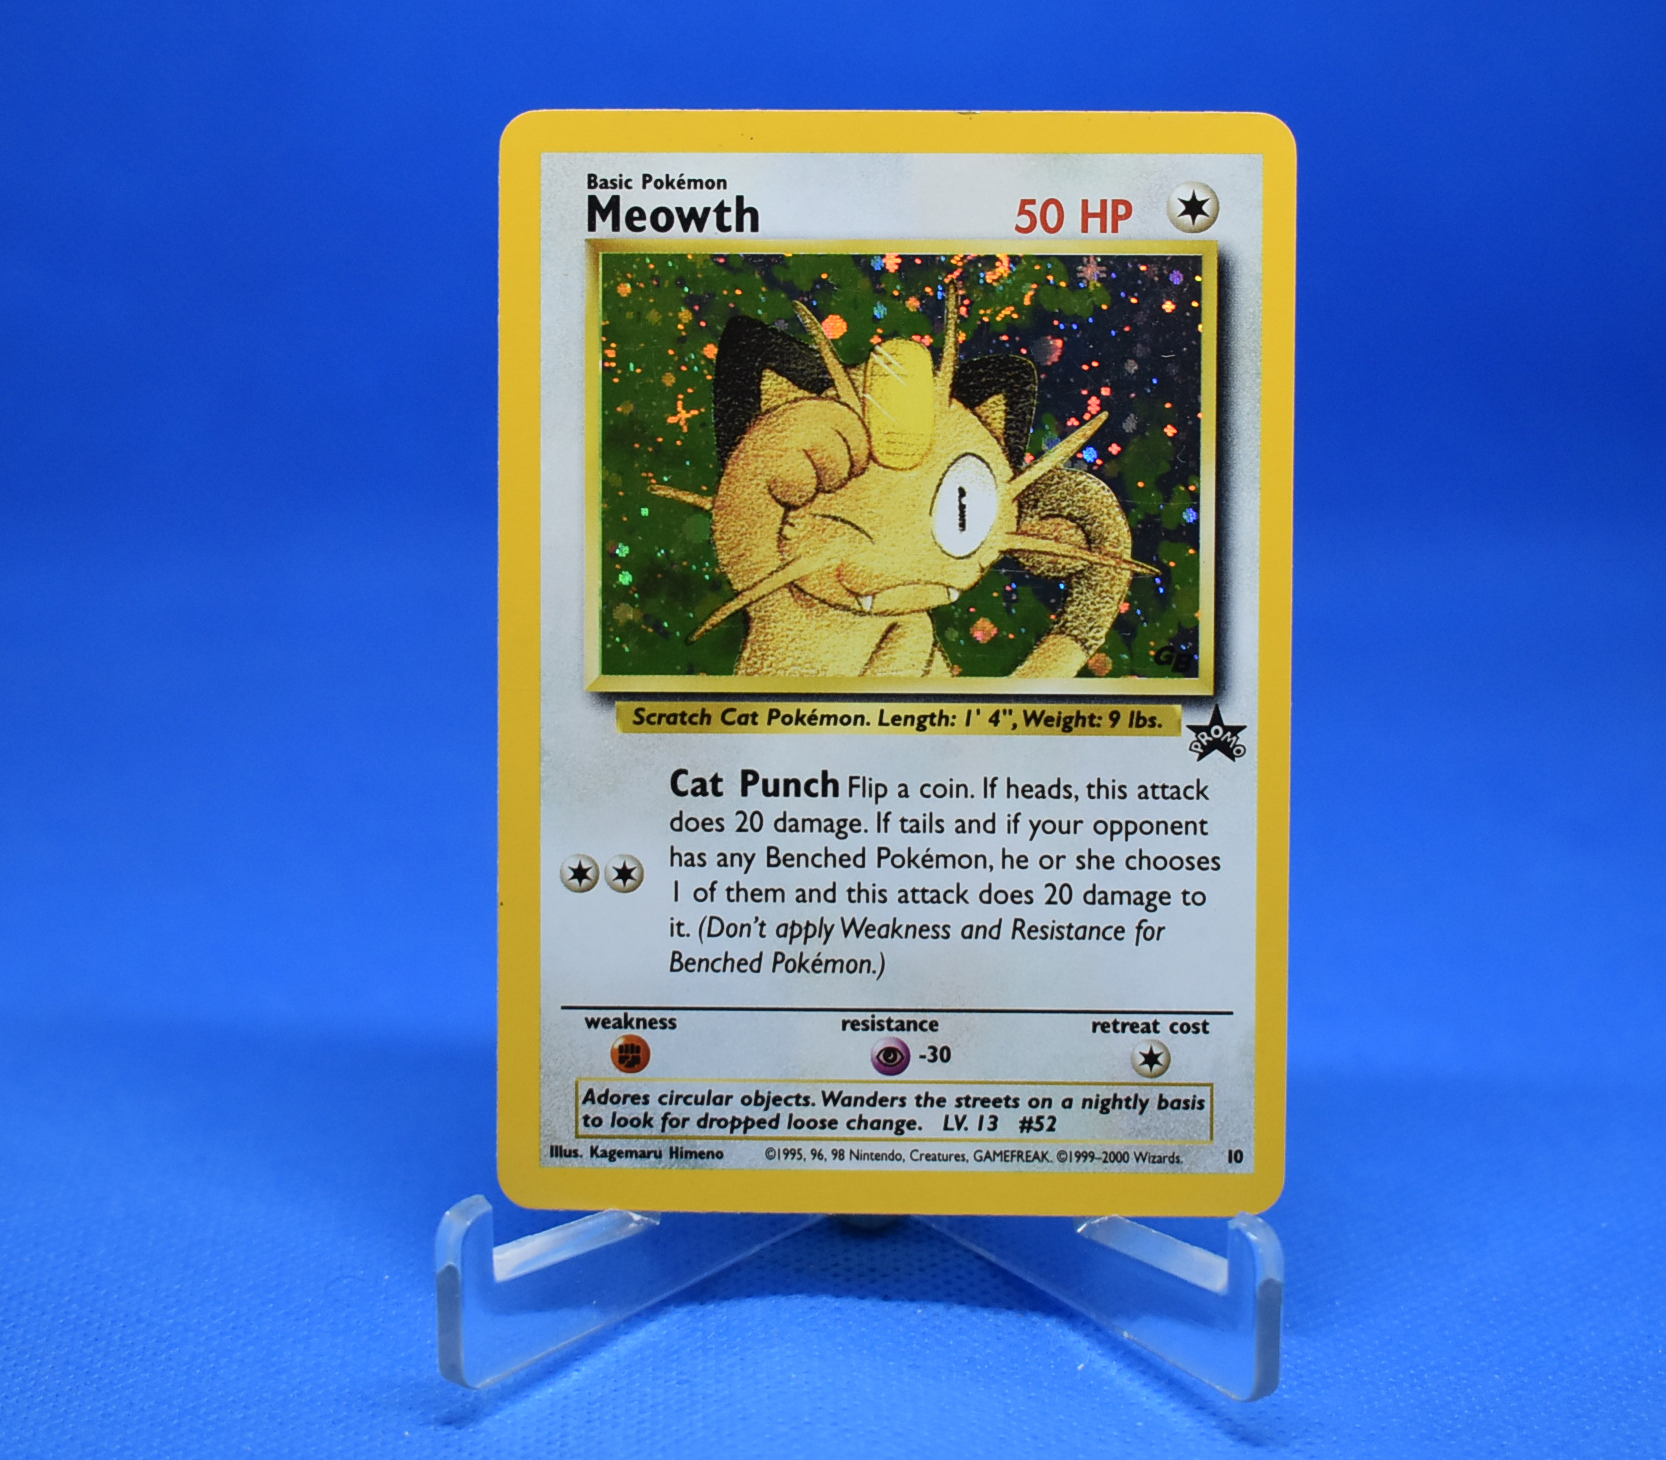 Basic Pokémon
Meowth
50 HP
GB
Scratch Cat Pokémon. Length: 1' 4", Weight: 9 lbs.
PROMO
Cat Punch Flip a coin. If heads, this attack
does 20 damage. If tails and if your opponent
has any Benched Pokémon, he or she chooses
1 of them and this attack does 20 damage to
it. (Don't apply Weakness and Resistance for
Benched Pokémon.)
weakness resistance retreat cost
-30
Adores circular objects. Wanders the streets on a nightly basis
to look for dropped loose change. LV. 13 #52
Illus. Kagemaru Himeno ©1995, 96, 98 Nintendo, Creatures, GAMEFREAK. ©1999–2000 Wizards. 10